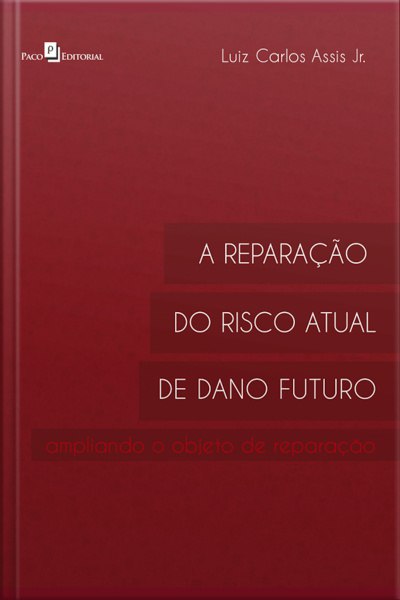 PACO P EDITORIAL
Luiz Carlos Assis Jr.
A REPARAÇÃO
DO RISCO ATUAL
DE DANO FUTURO
ampliando o objeto de reparação